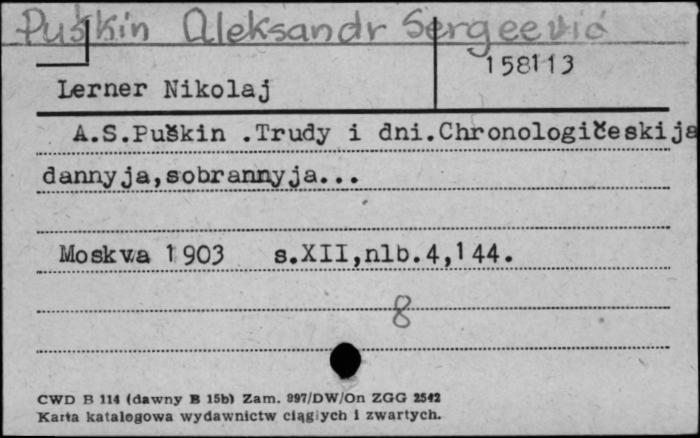 Puškin Aleksandr Sergeevič
158113
Lerner Nikolaj
A.S.Puškin .Trudy i dni.Chronologičeskija
dannyja,sobrannyja...
Moskva 1903 s.XII,nlb.4,144.
8
CWD B 114 (dawny B 15b) Zam. 997/DW/On ZGG 2542
Karta katalogowa wydawnictw ciągłych i zwartych.